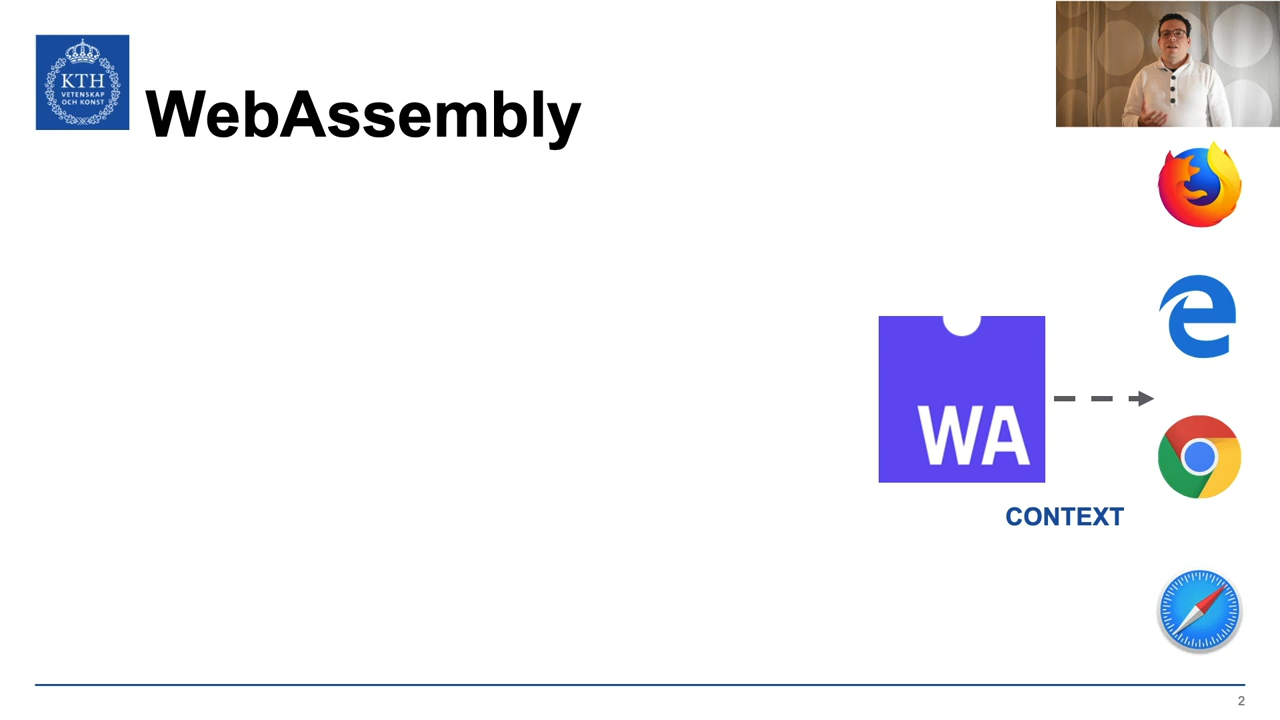 KTH
VETENSKAP
OCH KONST
WebAssembly
WA
CONTEXT
2